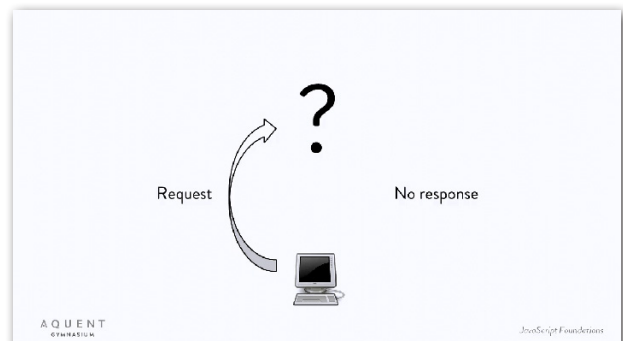 ?
Request
No response
AQUENT
GYMNASIUM
JavaScript Foundations